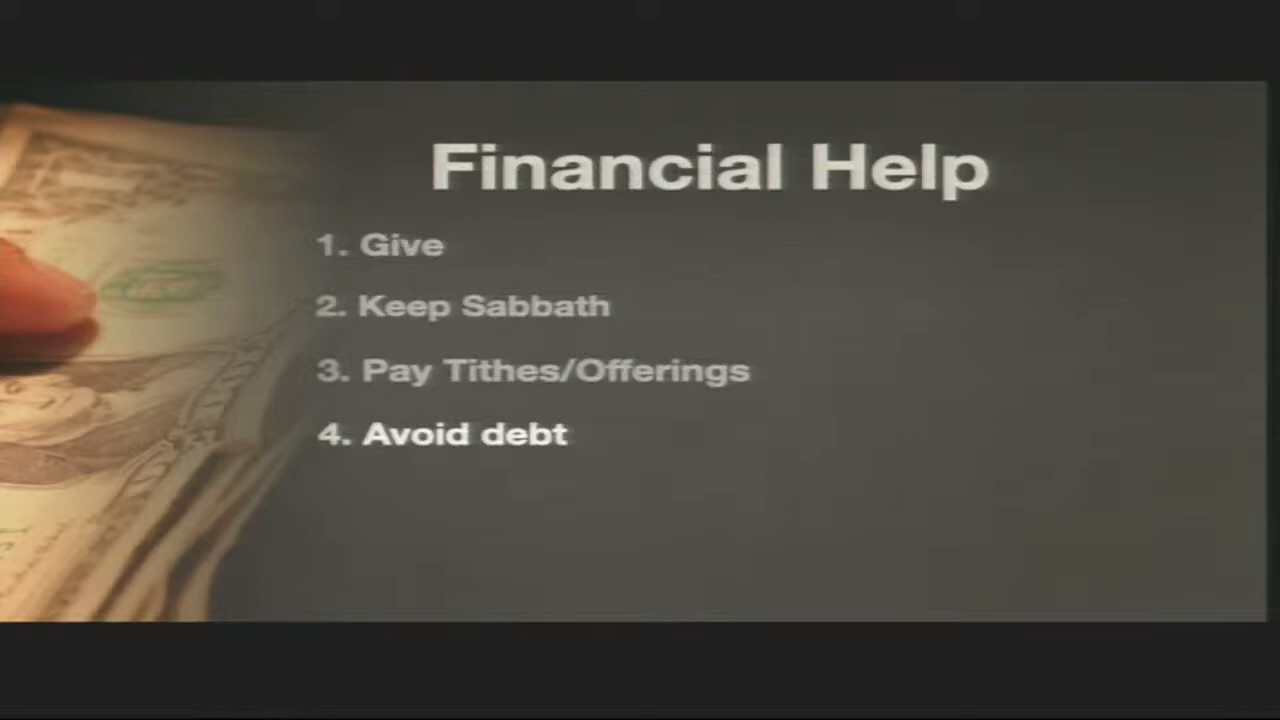 Financial Help
1. Give
2. Keep Sabbath
3. Pay Tithes/Offerings
4. Avoid debt